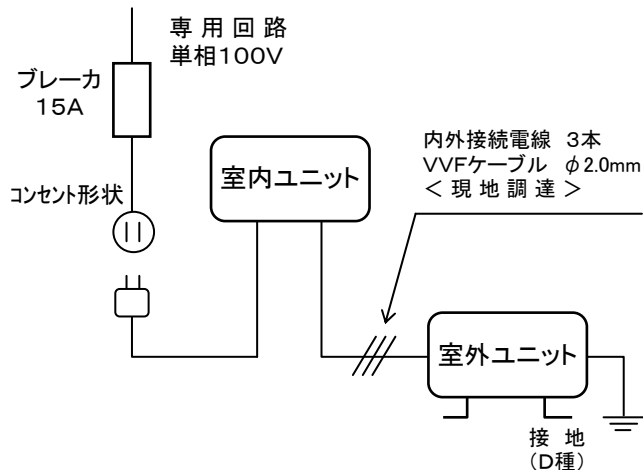 専用回路
単相100V
ブレーカ
15A
コンセント形状
室内ユニット
内外接続電線 3本
VVFケーブル φ2.0mm
<現地調達>
室外ユニット
接地
(D種)